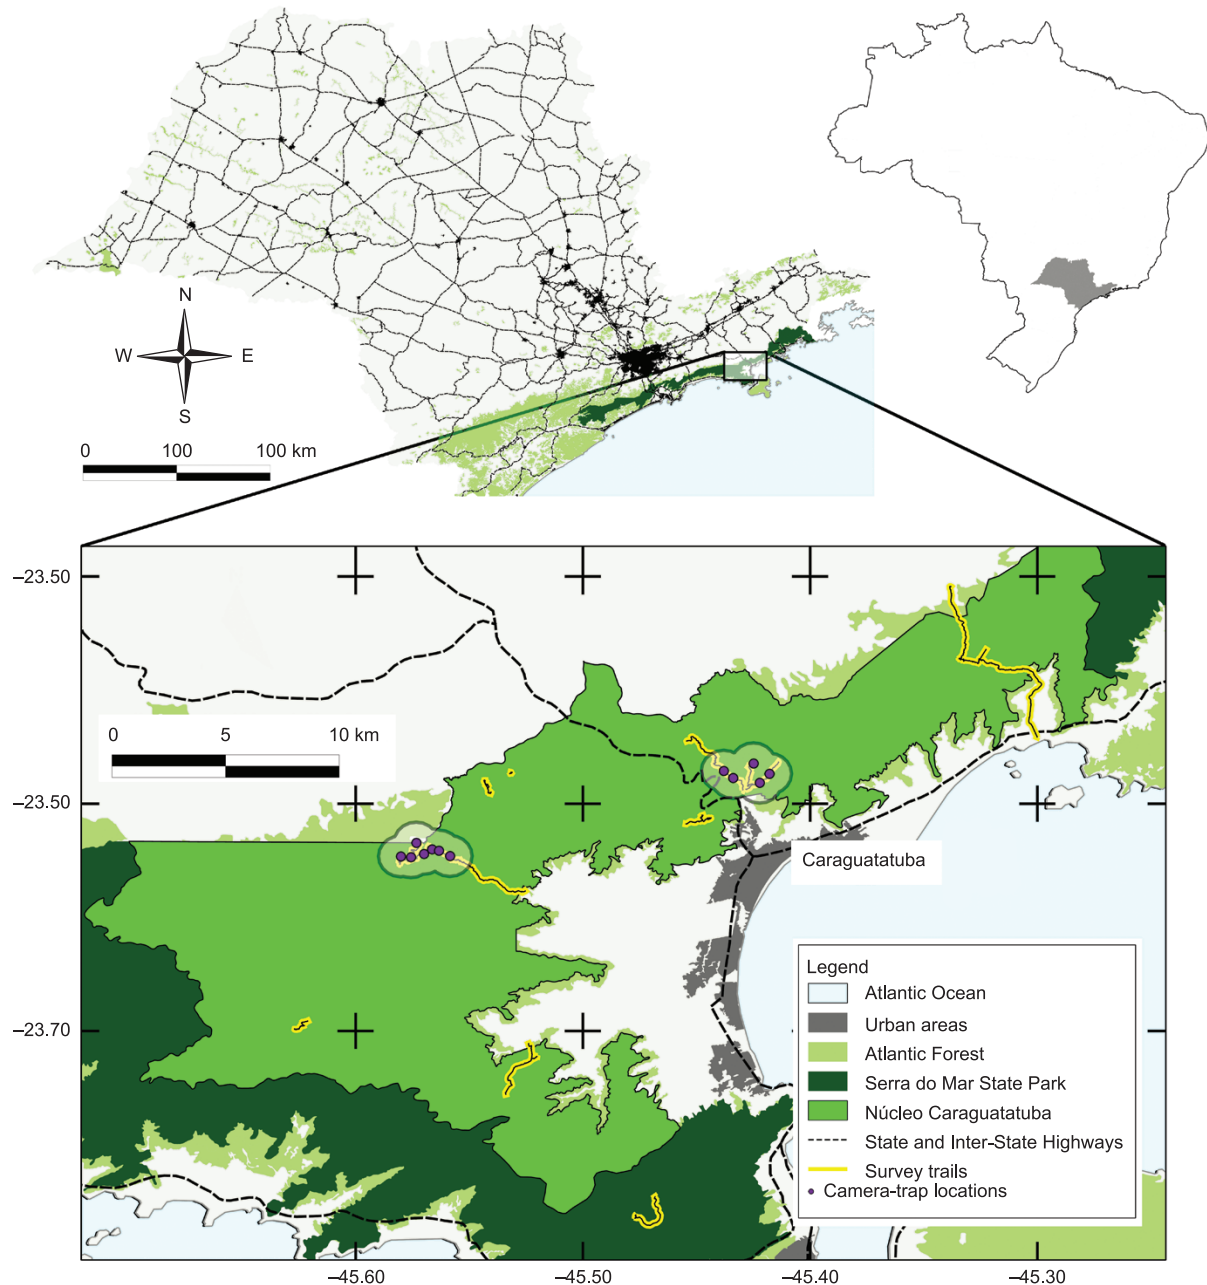 N
W E
S
0 100 100 km
−23.50
0 5 10 km
−23.50
Caraguatatuba
Legend
Atlantic Ocean
Urban areas
−23.70
Atlantic Forest
Serra do Mar State Park
Núcleo Caraguatatuba
State and Inter-State Highways
Survey trails
Camera-trap locations
−45.60 −45.50 −45.40 −45.30